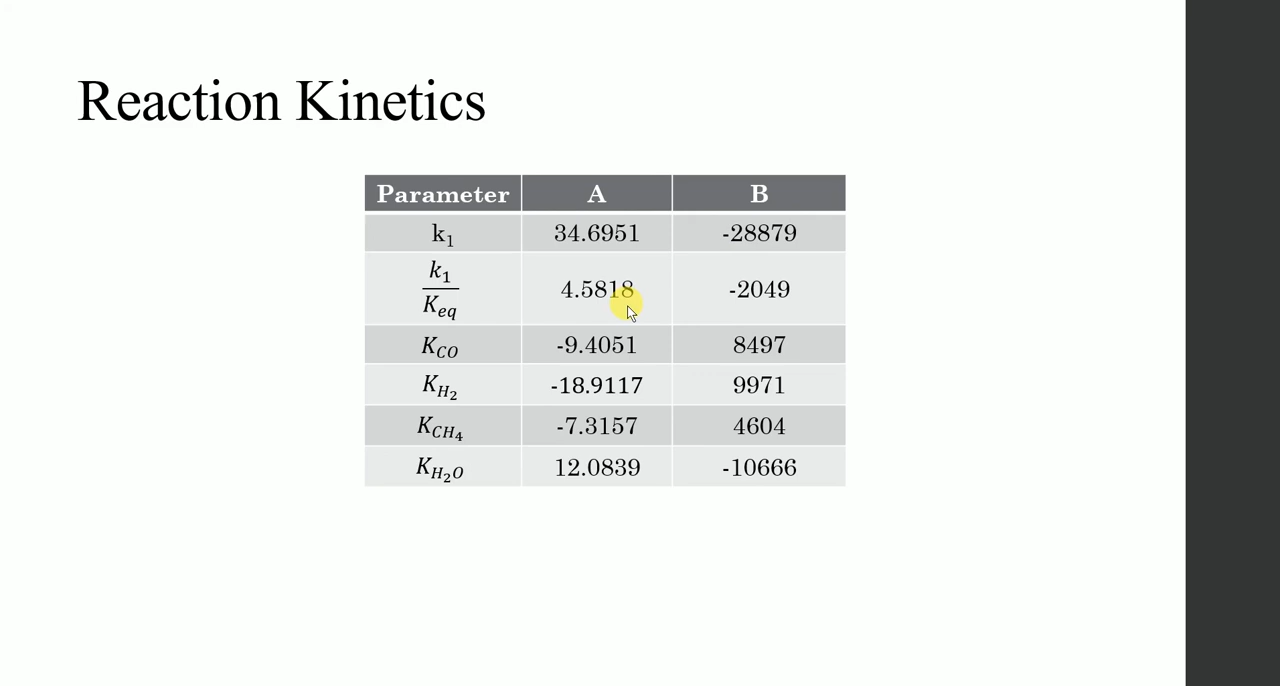 Reaction Kinetics
Parameter A B
k₁ 34.6951 -28879
k₁/K_eq 4.5818 -2049
K_CO -9.4051 8497
K_H₂ -18.9117 9971
K_CH₄ -7.3157 4604
K_H₂O 12.0839 -10666